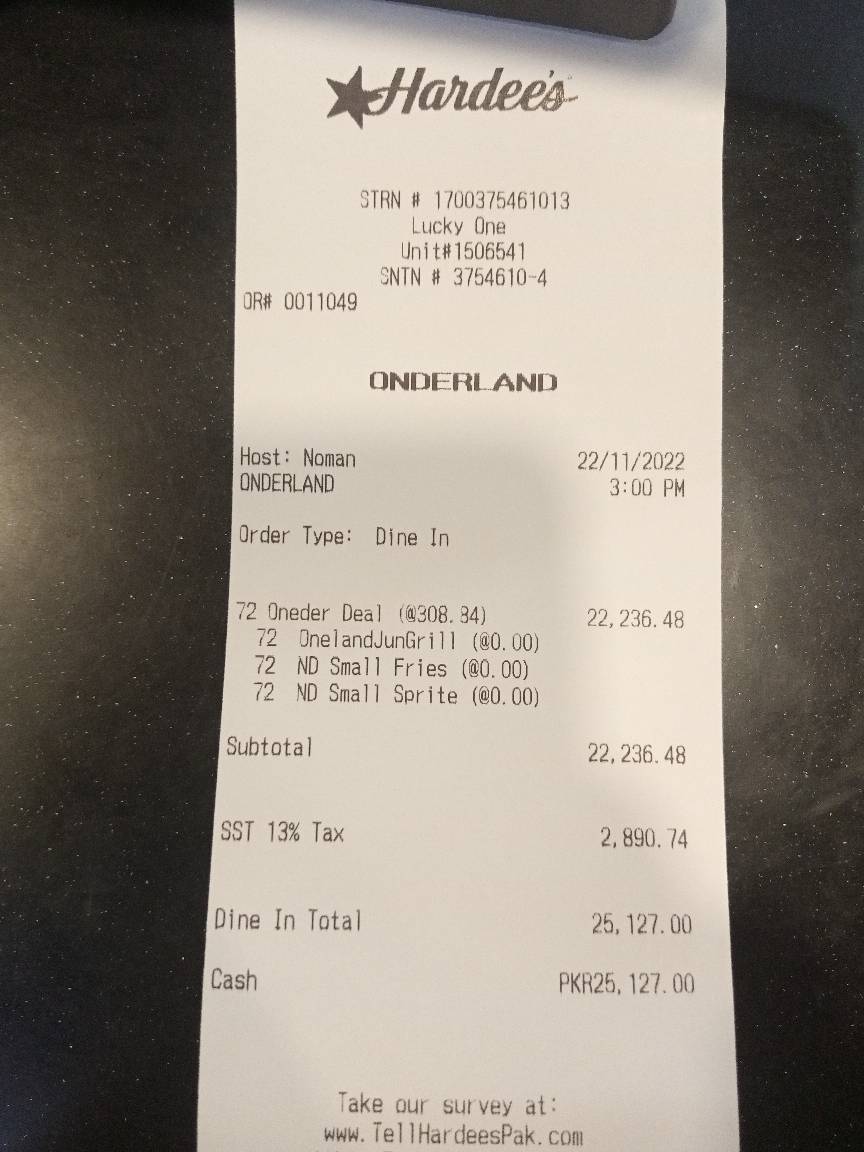 Hardee's
STRN # 1700375461013
Lucky One
Unit#1506541
SNTN # 3754610-4
OR# 0011049
ONDERLAND
Host: Noman 22/11/2022
ONDERLAND 3:00 PM
Order Type: Dine In
72 Oneder Deal (@308.84) 22,236.48
72 OnelandJunGrill (@0.00)
72 ND Small Fries (@0.00)
72 ND Small Sprite (@0.00)
Subtotal 22,236.48
SST 13% Tax 2,890.74
Dine In Total 25,127.00
Cash PKR25,127.00
Take our survey at:
www.TellHardeesPak.com